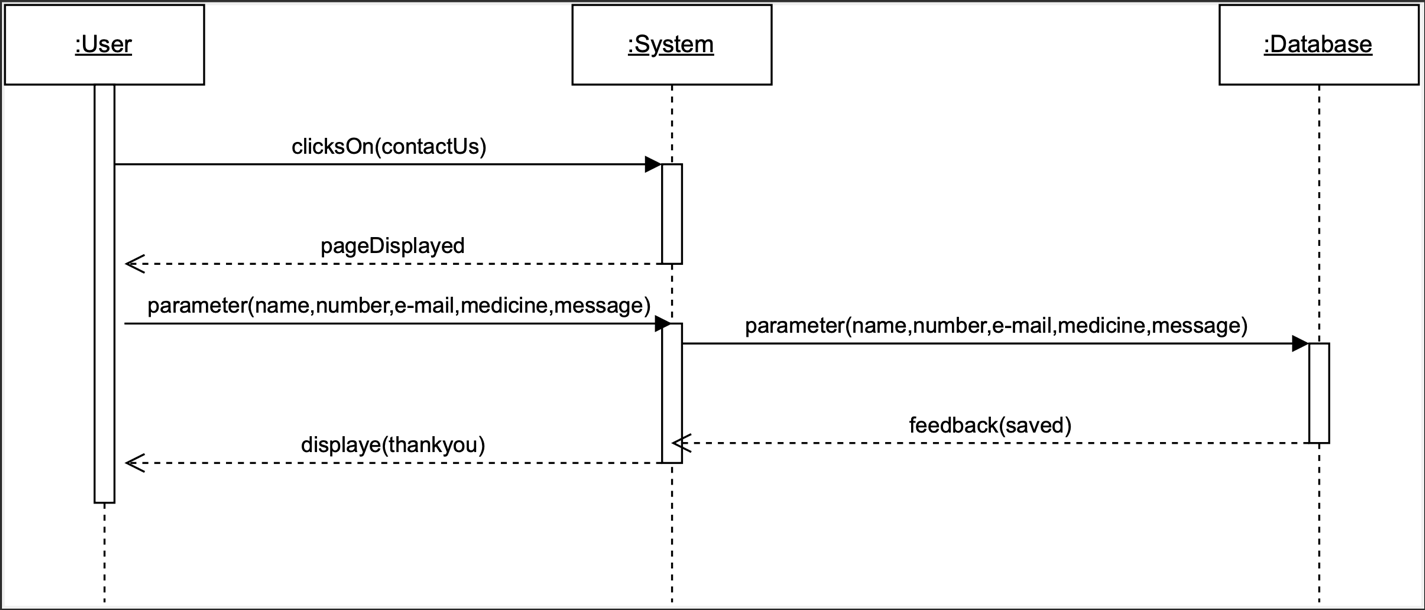 :User
:System
:Database
clicksOn(contactUs)
pageDisplayed
parameter(name,number,e-mail,medicine,message)
parameter(name,number,e-mail,medicine,message)
feedback(saved)
displaye(thankyou)